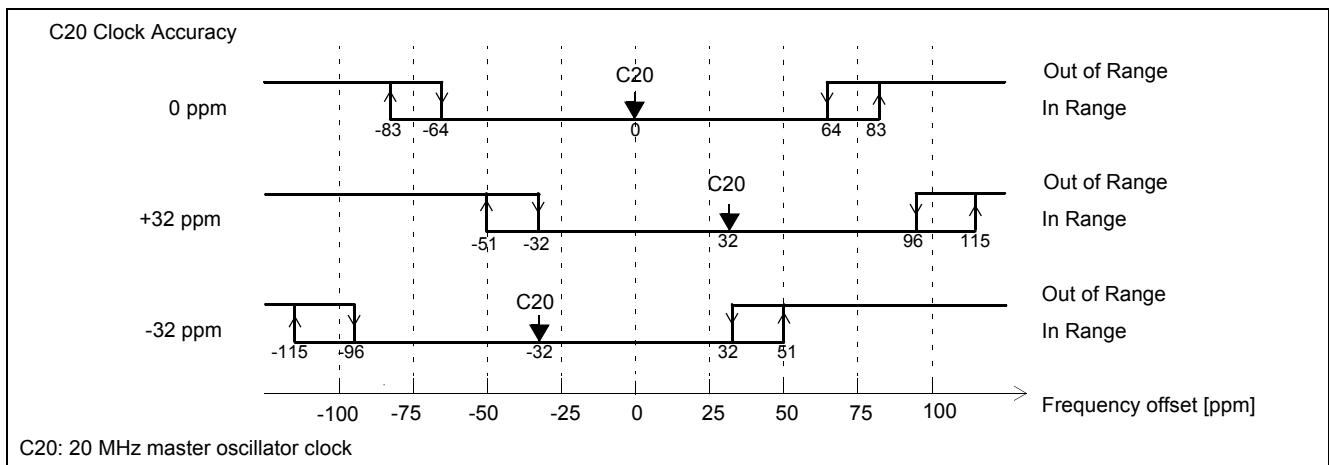 C20 Clock Accuracy
C20
Out of Range
0 ppm
In Range
-83 -64 0 64 83
C20
Out of Range
+32 ppm
In Range
-51 -32 32 96 115
C20
Out of Range
-32 ppm
In Range
-115 -96 -32 32 51
-100 -75 -50 -25 0 25 50 75 100
Frequency offset [ppm]
C20: 20 MHz master oscillator clock